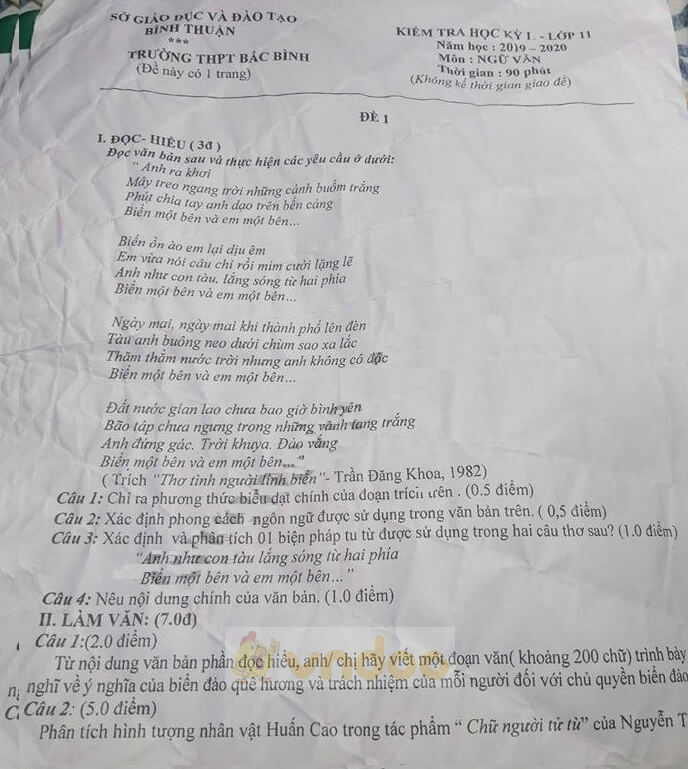 SỞ GIÁO DỤC VÀ ĐÀO TẠO
BÌNH THUẬN
***
TRƯỜNG THPT BẮC BÌNH
(Đề này có 1 trang)
KIỂM TRA HỌC KỲ I. - LỚP 11
Năm học : 2019 – 2020
Môn : NGỮ VĂN
Thời gian : 90 phút
(Không kể thời gian giao đề)
ĐỀ 1
I. ĐỌC- HIỂU ( 3đ )
Đọc văn bản sau và thực hiện các yêu cầu ở dưới:
“ Anh ra khơi
Mây treo ngang trời những cánh buồm trắng
Phút chia tay anh dạo trên bến cảng
Biển một bên và em một bên...
Biển ồn ào em lại dịu êm
Em vừa nói câu chi rồi mỉm cười lặng lẽ
Anh như con tàu, lắng sóng từ hai phía
Biển một bên và em một bên...
Ngày mai, ngày mai khi thành phố lên đèn
Tàu anh buông neo dưới chùm sao xa lắc
Thăm thẳm nước trời nhưng anh không cô độc
Biển một bên và em một bên...
Đất nước gian lao chưa bao giờ bình yên
Bão táp chưa ngưng trong những vành tang trắng
Anh đứng gác. Trời khuya. Đảo vắng
Biển một bên và em một bên... ”
( Trích “Thơ tình người lính biển”- Trần Đăng Khoa, 1982)
Câu 1: Chỉ ra phương thức biểu đạt chính của đoạn trích trên . (0.5 điểm)
Câu 2: Xác định phong cách ngôn ngữ được sử dụng trong văn bản trên. ( 0,5 điểm)
Câu 3: Xác định và phân tích 01 biện pháp tu từ được sử dụng trong hai câu thơ sau? (1.0 điểm)
“Anh như con tàu lắng sóng từ hai phía
Biển một bên và em một bên... ”
Câu 4: Nêu nội dung chính của văn bản. (1.0 điểm)
II. LÀM VĂN: (7.0đ)
Câu 1:(2.0 điểm)
Từ nội dung văn bản phần đọc hiểu, anh/ chị hãy viết một đoạn văn( khoảng 200 chữ) trình bày
nghĩ về ý nghĩa của biển đảo quê hương và trách nhiệm của mỗi người đối với chủ quyền biển đảo
Câu 2: (5.0 điểm)
Phân tích hình tượng nhân vật Huấn Cao trong tác phẩm “ Chữ người tử tù” của Nguyễn T
vndoc